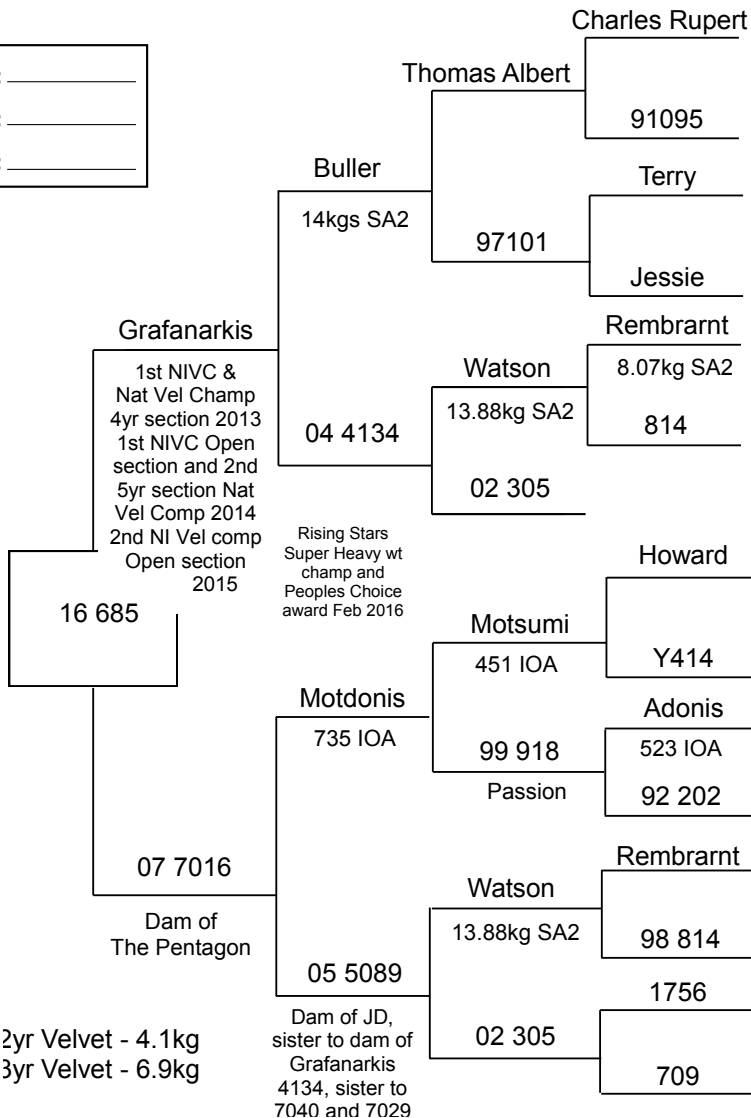 Charles Rupert
Thomas Albert
91095
Buller
14kgs SA2
Terry
97101
Jessie
Grafanarkis
1st NIVC &
Nat Vel Champ
4yr section 2013
1st NIVC Open
section and 2nd
5yr section Nat
Vel Comp 2014
2nd NI Vel comp
Open section
2015
Rembrarnt
8.07kg SA2
Watson
13.88kg SA2
814
04 4134
02 305
Rising Stars
Super Heavy wt
champ and
Peoples Choice
award Feb 2016
16 685
Howard
Motsumi
451 IOA
Y414
Motdonis
735 IOA
Adonis
523 IOA
99 918
Passion
92 202
07 7016
Dam of
The Pentagon
Rembrarnt
Watson
13.88kg SA2
98 814
05 5089
Dam of JD,
sister to dam of
Grafanarkis
4134, sister to
7040 and 7029
1756
02 305
709
2yr Velvet - 4.1kg
3yr Velvet - 6.9kg